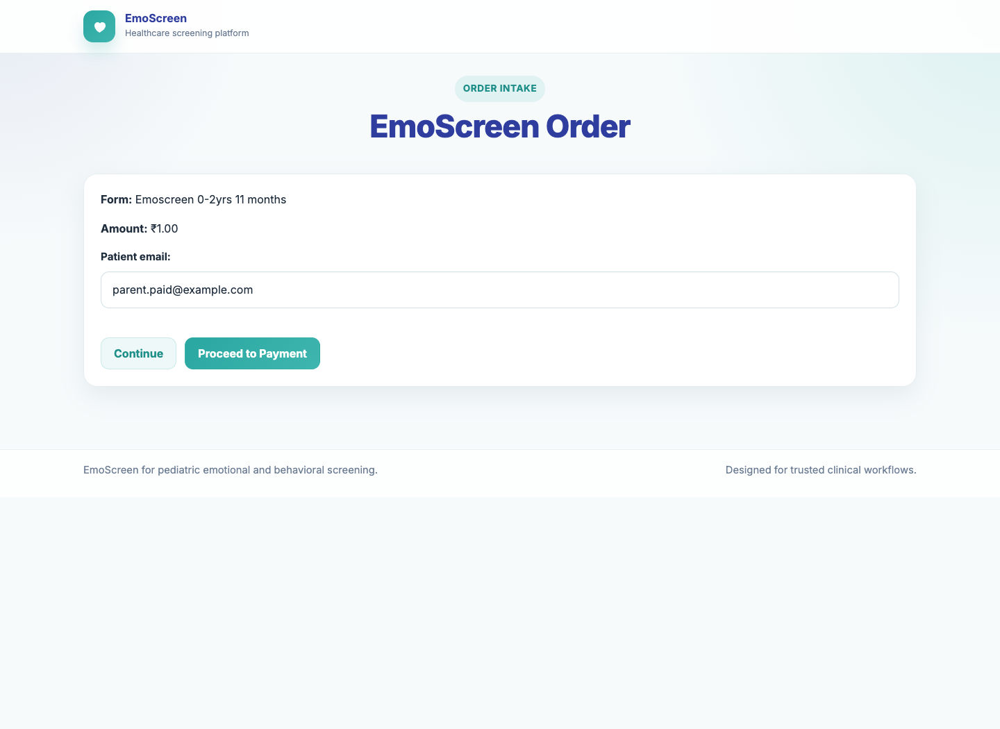 EmoScreen
Healthcare screening platform
ORDER INTAKE
EmoScreen Order
Form: Emoscreen 0-2yrs 11 months
Amount: ₹1.00
Patient email:
parent.paid@example.com
Continue
Proceed to Payment
EmoScreen for pediatric emotional and behavioral screening.
Designed for trusted clinical workflows.